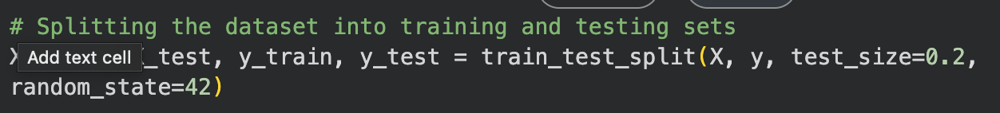 # Splitting the dataset into training and testing sets
Add text cell _test, y_train, y_test = train_test_split(X, y, test_size=0.2,
random_state=42)